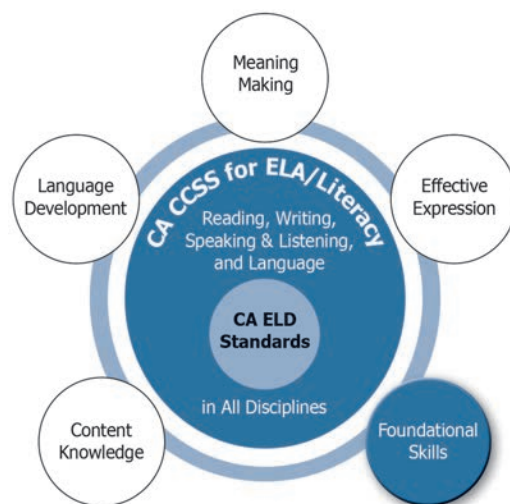 Meaning
Making
Language
Development
Effective
Expression
CA CCSS for ELA/Literacy
Reading, Writing,
Speaking & Listening,
and Language
CA ELD
Standards
in All Disciplines
Content
Knowledge
Foundational
Skills